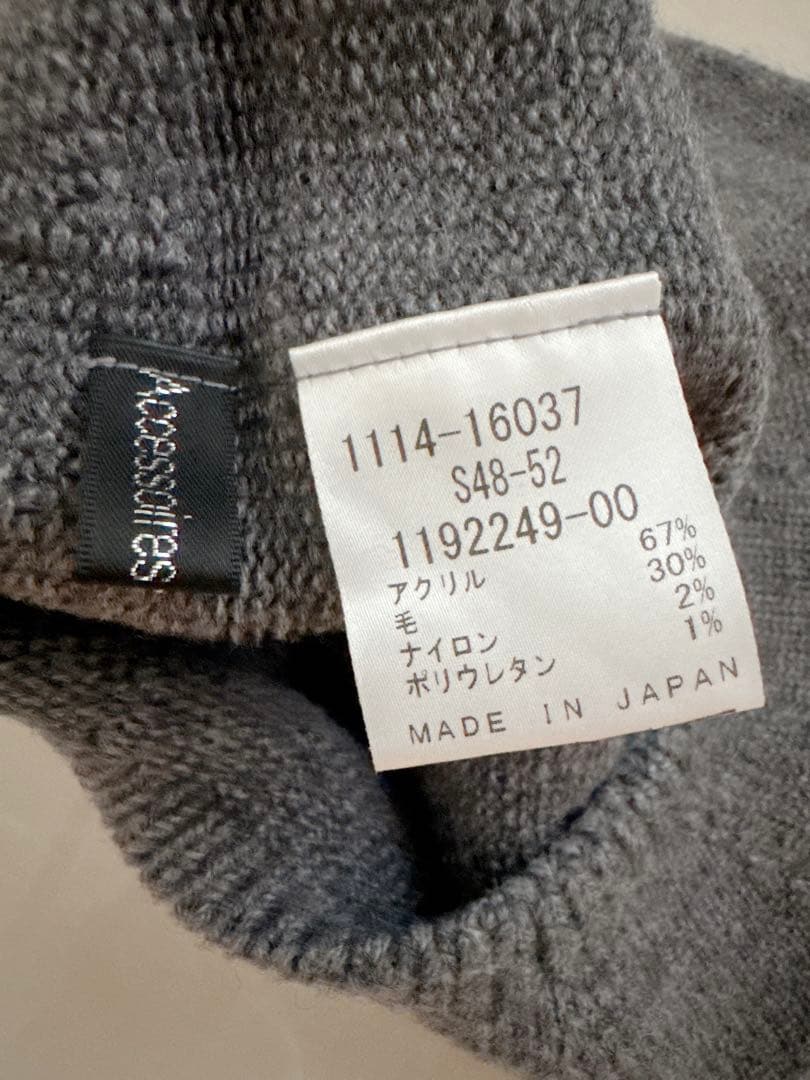 Accessoires
1114-16037
S48-52
1192249-00
アクリル 67%
毛 30%
ナイロン 2%
ポリウレタン 1%
MADE IN JAPAN